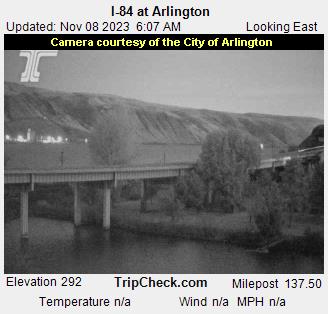 I-84 at Arlington
Updated: Nov 08 2023 6:07 AM Looking East
Camera courtesy of the City of Arlington
Elevation 292 TripCheck.com Milepost 137.50
Temperature n/a Wind n/a MPH n/a